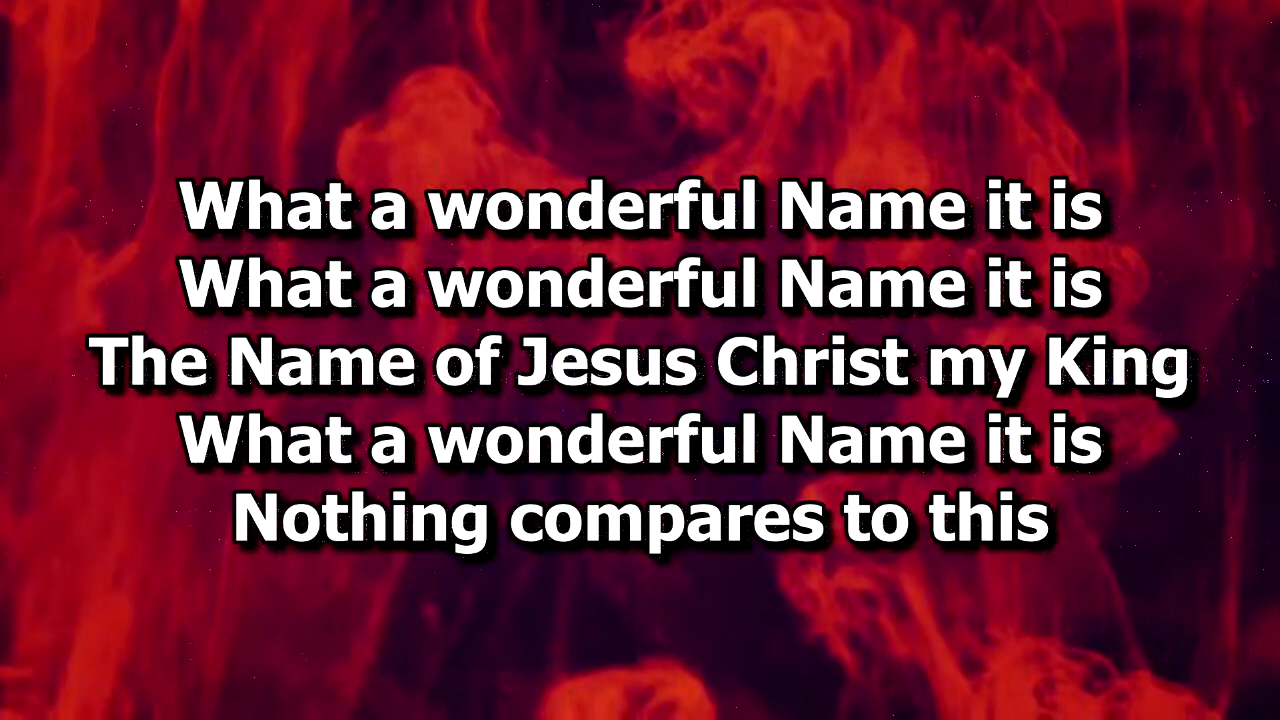 What a wonderful Name it is
What a wonderful Name it is
The Name of Jesus Christ my King
What a wonderful Name it is
Nothing compares to this